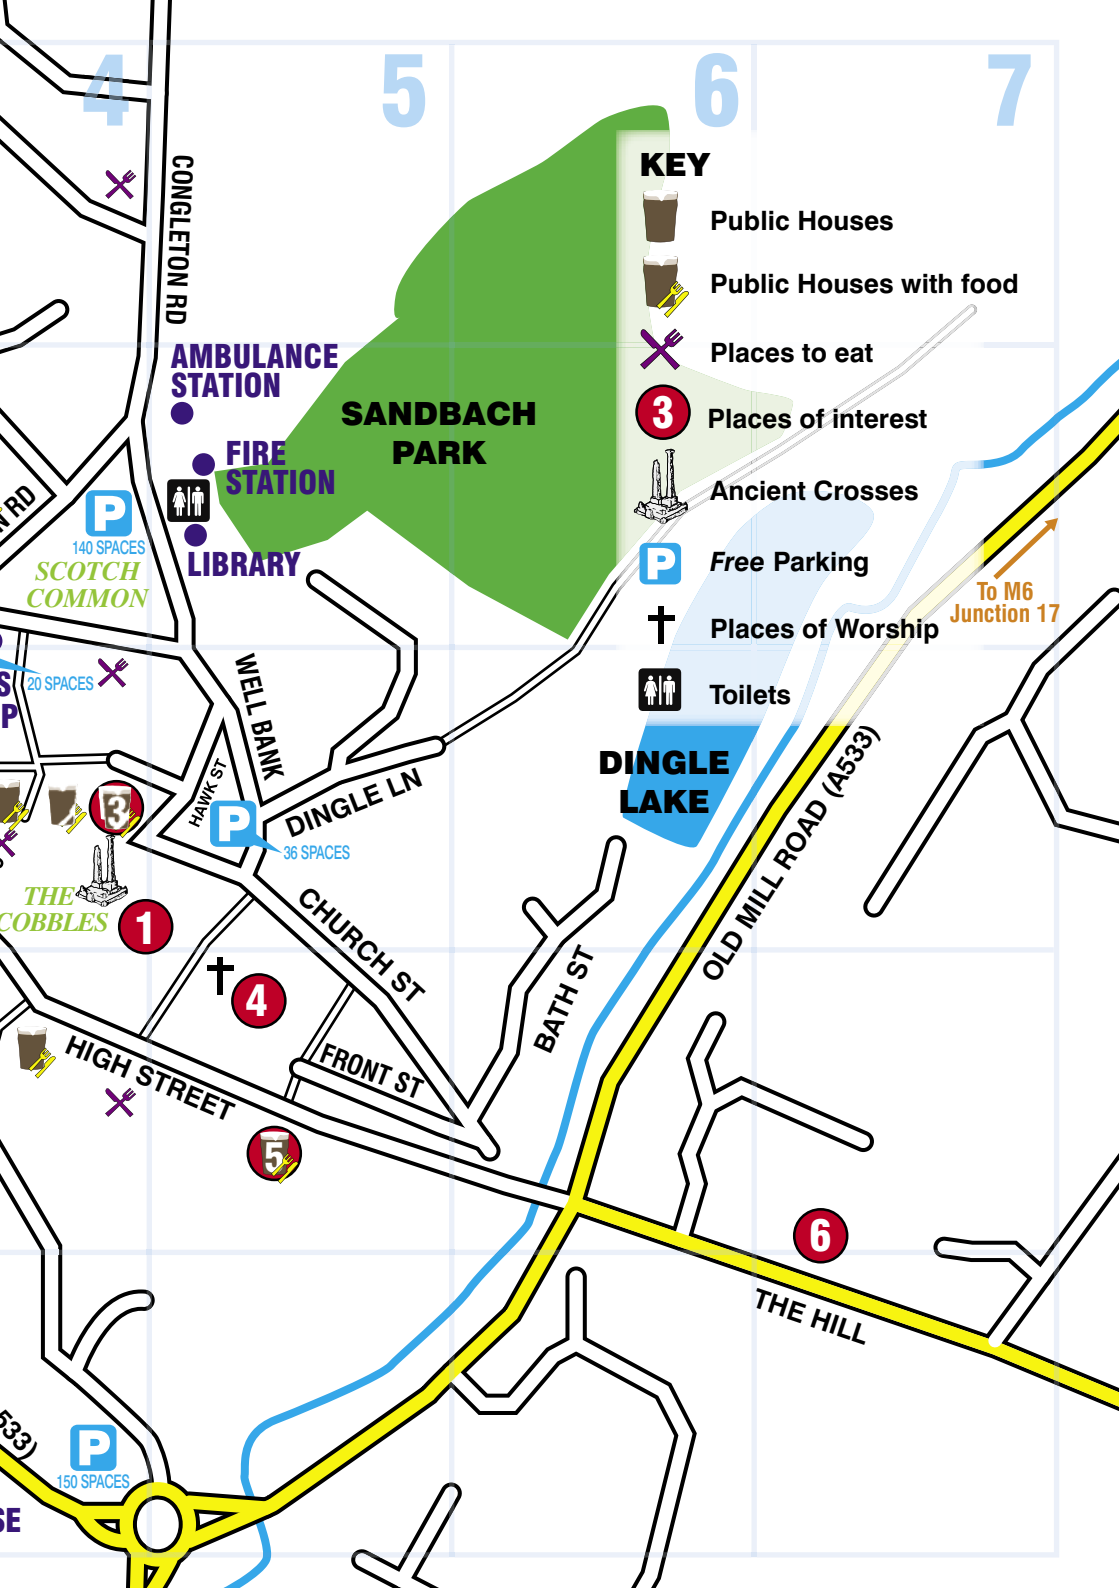 4
5
6
7
KEY
Public Houses
Public Houses with food
Places to eat
3
Places of interest
Ancient Crosses
P
Free Parking
Places of Worship
Toilets
CONGLETON RD
AMBULANCE
STATION
FIRE
STATION
LIBRARY
SANDBACH
PARK
N RD
P
140 SPACES
SCOTCH
COMMON
S
P
20 SPACES
WELL BANK
HAWK ST
P
36 SPACES
DINGLE LN
3
THE
COBBLES
1
4
CHURCH ST
FRONT ST
HIGH STREET
5
BATH ST
DINGLE
LAKE
OLD MILL ROAD (A533)
To M6
Junction 17
6
THE HILL
533)
P
150 SPACES
SE